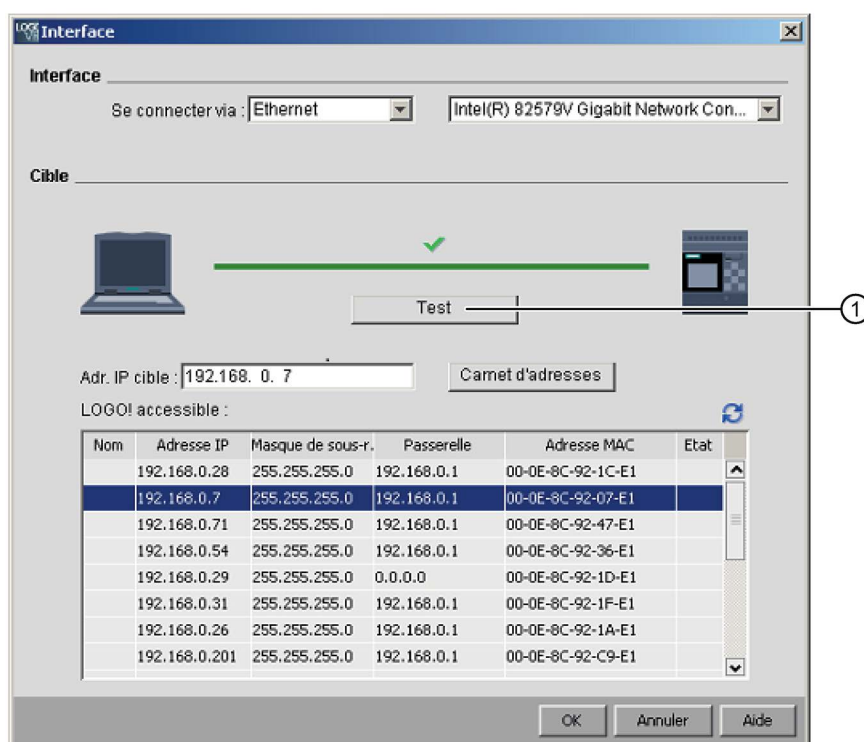 LOGO! Interface
Interface
Se connecter via : Ethernet Intel(R) 82579V Gigabit Network Con...
Cible
Test
1
Adr. IP cible : 192.168. 0. 7 Carnet d'adresses
LOGO! accessible :
Nom Adresse IP Masque de sous-r. Passerelle Adresse MAC Etat
192.168.0.28 255.255.255.0 192.168.0.1 00-0E-8C-92-1C-E1
192.168.0.7 255.255.255.0 192.168.0.1 00-0E-8C-92-07-E1
192.168.0.71 255.255.255.0 192.168.0.1 00-0E-8C-92-47-E1
192.168.0.54 255.255.255.0 192.168.0.1 00-0E-8C-92-36-E1
192.168.0.29 255.255.255.0 0.0.0.0 00-0E-8C-92-1D-E1
192.168.0.31 255.255.255.0 192.168.0.1 00-0E-8C-92-1F-E1
192.168.0.26 255.255.255.0 192.168.0.1 00-0E-8C-92-1A-E1
192.168.0.201 255.255.255.0 192.168.0.1 00-0E-8C-92-C9-E1
OK Annuler Aide